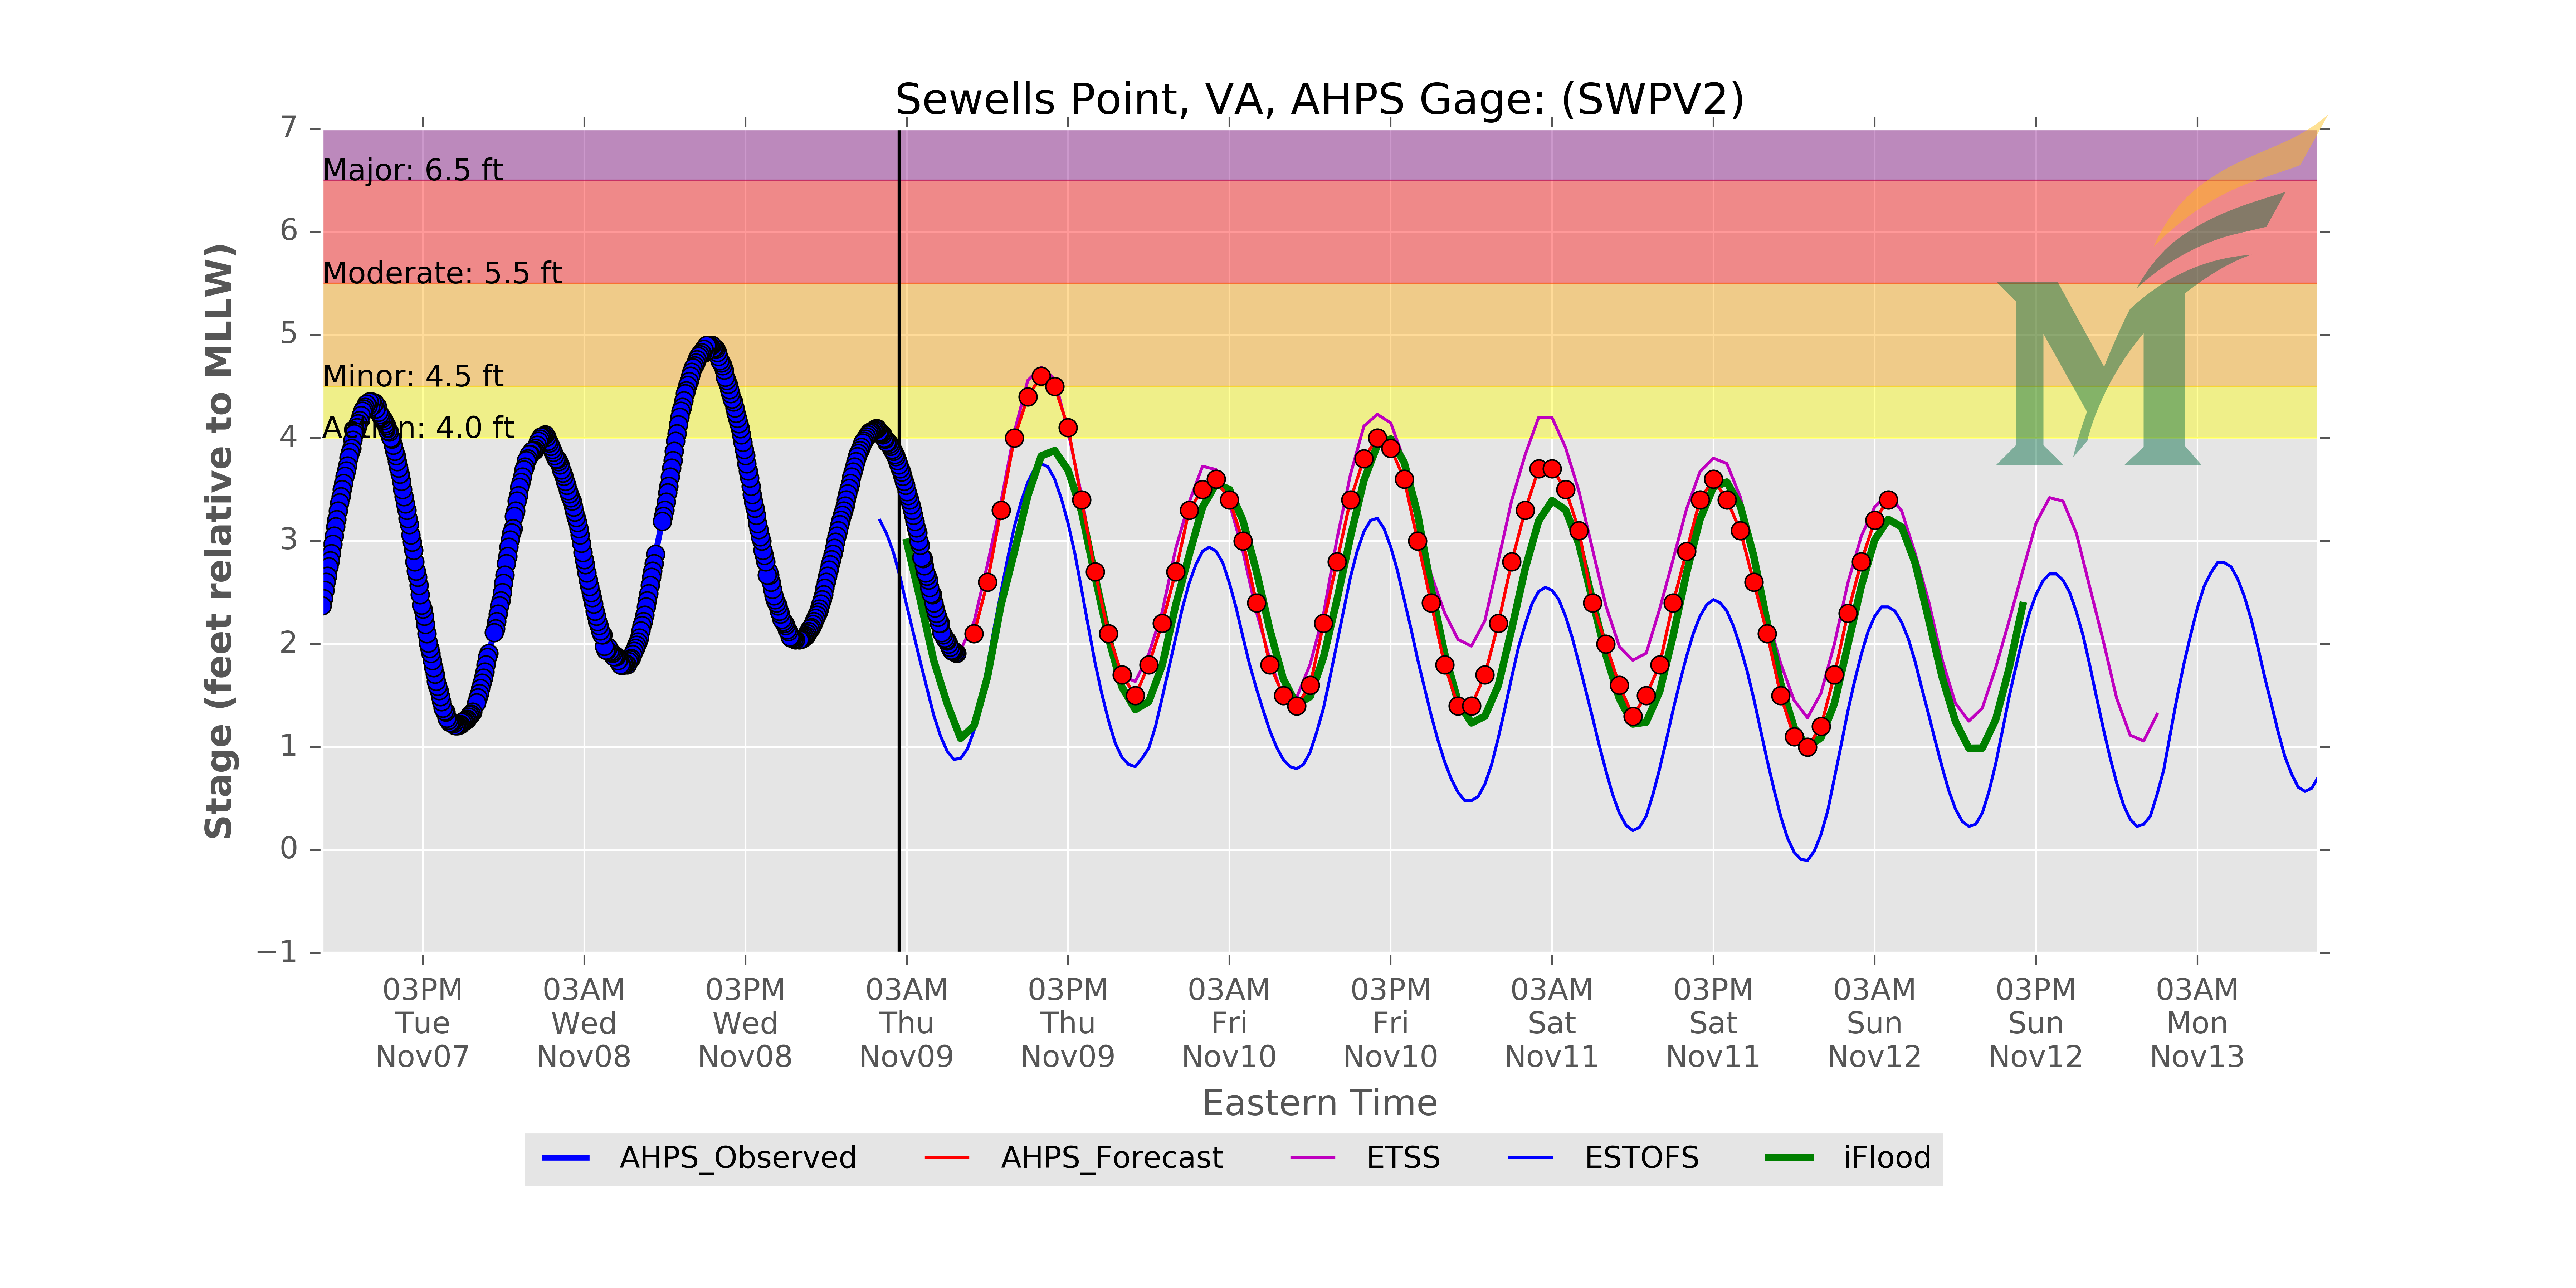 Sewells Point, VA, AHPS Gage: (SWPV2)
7
6
5
4
3
2
1
0
−1
Stage (feet relative to MLLW)
Major: 6.5 ft
Moderate: 5.5 ft
Minor: 4.5 ft
Action: 4.0 ft
M
03PM 03AM 03PM 03AM 03PM 03AM 03PM 03AM 03PM 03AM 03PM 03AM
Tue Wed Wed Thu Thu Fri Fri Sat Sat Sun Sun Mon
Nov07 Nov08 Nov08 Nov09 Nov09 Nov10 Nov10 Nov11 Nov11 Nov12 Nov12 Nov13
Eastern Time
AHPS_Observed AHPS_Forecast ETSS ESTOFS iFlood